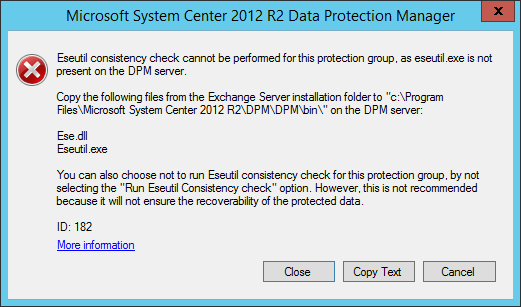 Microsoft System Center 2012 R2 Data Protection Manager
x
Eseutil consistency check cannot be performed for this protection group, as eseutil.exe is not
present on the DPM server.
Copy the following files from the Exchange Server installation folder to "c:\Program
Files\Microsoft System Center 2012 R2\DPM\DPM\bin\" on the DPM server:
Ese.dll
Eseutil.exe
You can also choose not to run Eseutil consistency check for this protection group, by not
selecting the "Run Eseutil Consistency check" option. However, this is not recommended
because it will not ensure the recoverability of the protected data.
ID: 182
More information
Close Copy Text Cancel